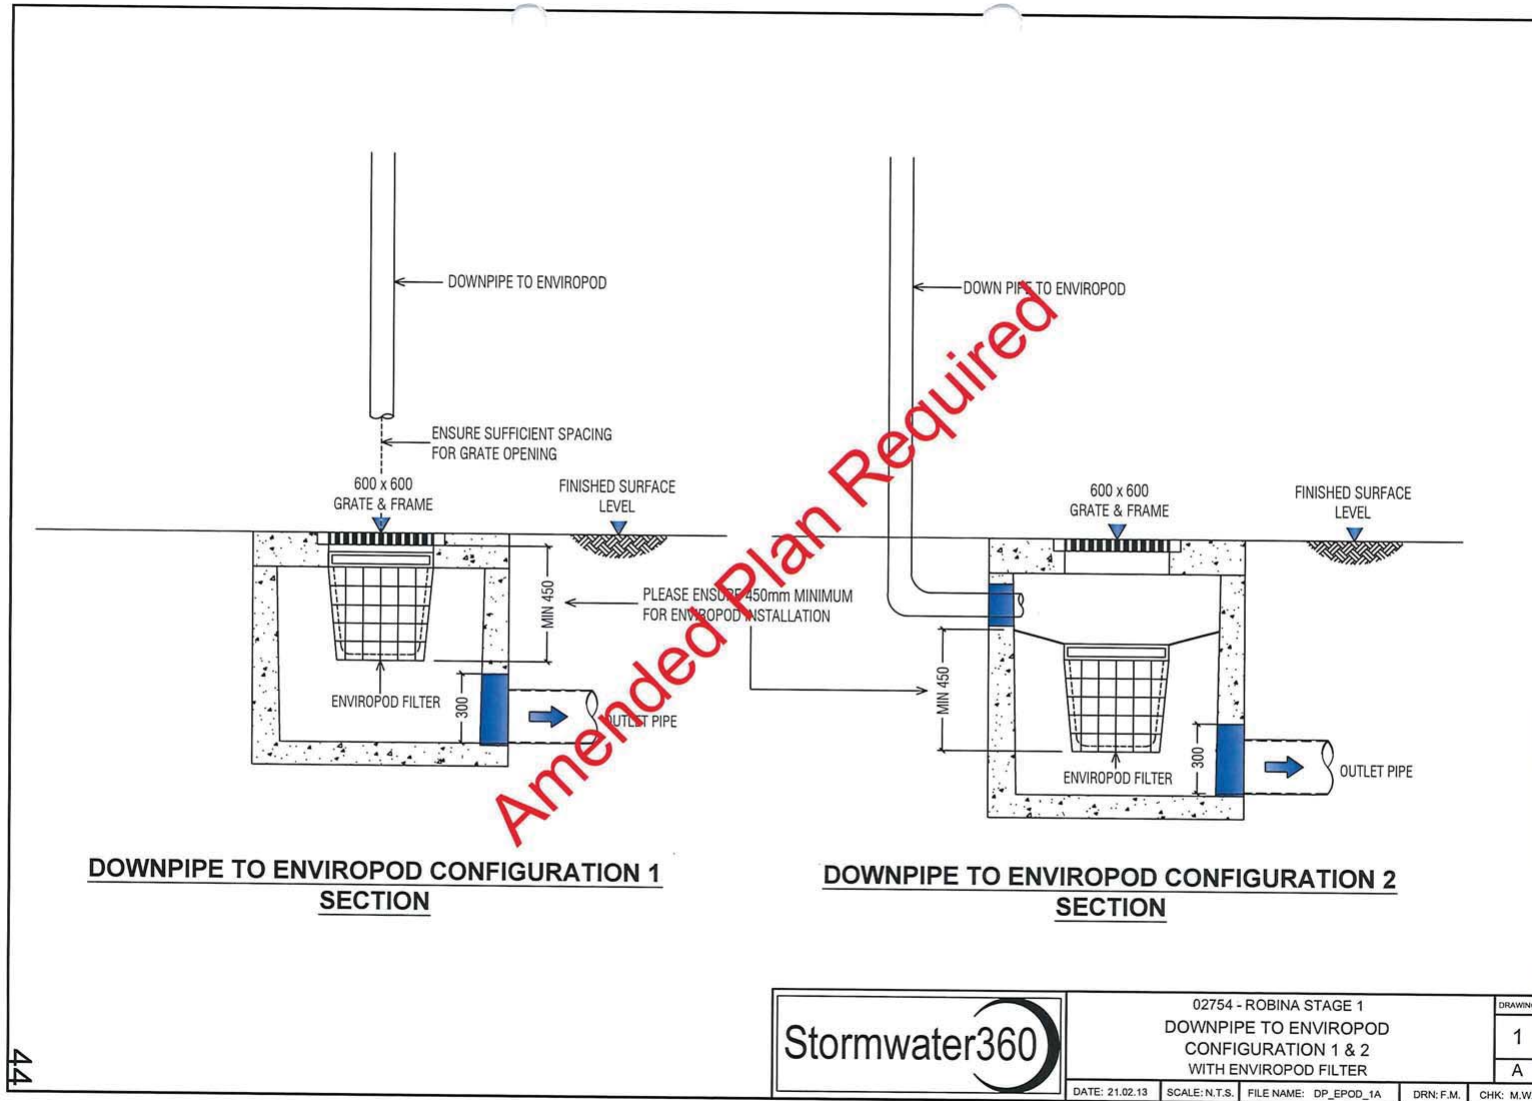 DOWNPIPE TO ENVIROPOD
ENSURE SUFFICIENT SPACING
FOR GRATE OPENING
600 x 600
GRATE & FRAME
FINISHED SURFACE
LEVEL
MIN 450
PLEASE ENSURE 450mm MINIMUM
FOR ENVIROPOD INSTALLATION
ENVIROPOD FILTER
300
OUTLET PIPE
DOWNPIPE TO ENVIROPOD CONFIGURATION 1
SECTION
DOWN PIPE TO ENVIROPOD
600 x 600
GRATE & FRAME
FINISHED SURFACE
LEVEL
MIN 450
ENVIROPOD FILTER
300
OUTLET PIPE
DOWNPIPE TO ENVIROPOD CONFIGURATION 2
SECTION
Amended Plan Required
Stormwater360
02754 - ROBINA STAGE 1
DOWNPIPE TO ENVIROPOD
CONFIGURATION 1 & 2
WITH ENVIROPOD FILTER
DRAWING
1
A
DATE: 21.02.13 SCALE: N.T.S. FILE NAME: DP_EPOD_1A DRN: F.M. CHK: M.W
44